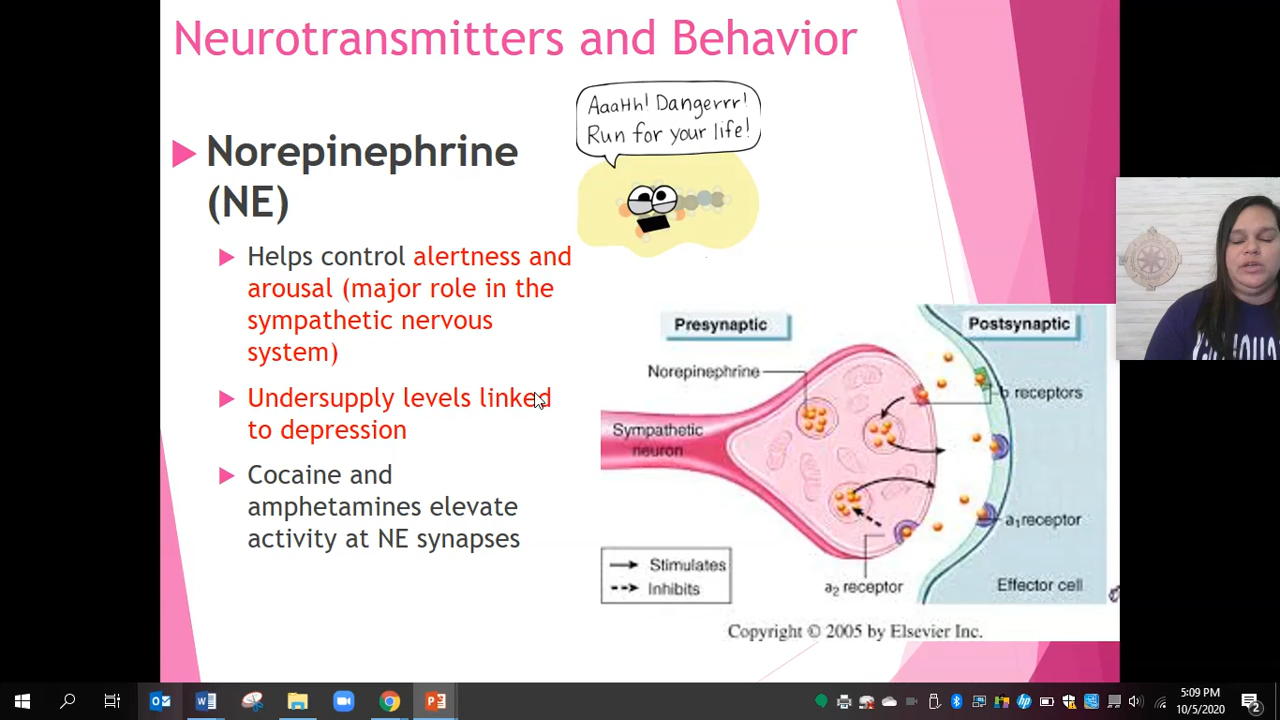 Neurotransmitters and Behavior
AaaHh! Dangerrr!
Run for your life!
Norepinephrine
(NE)
Helps control alertness and
arousal (major role in the
sympathetic nervous
system)
Undersupply levels linked
to depression
Cocaine and
amphetamines elevate
activity at NE synapses
Presynaptic
Postsynaptic
Norepinephrine
b receptors
Sympathetic
neuron
a1receptor
Stimulates
Inhibits
a2 receptor
Effector cell
Copyright © 2005 by Elsevier Inc.
5:09 PM
10/5/2020
2